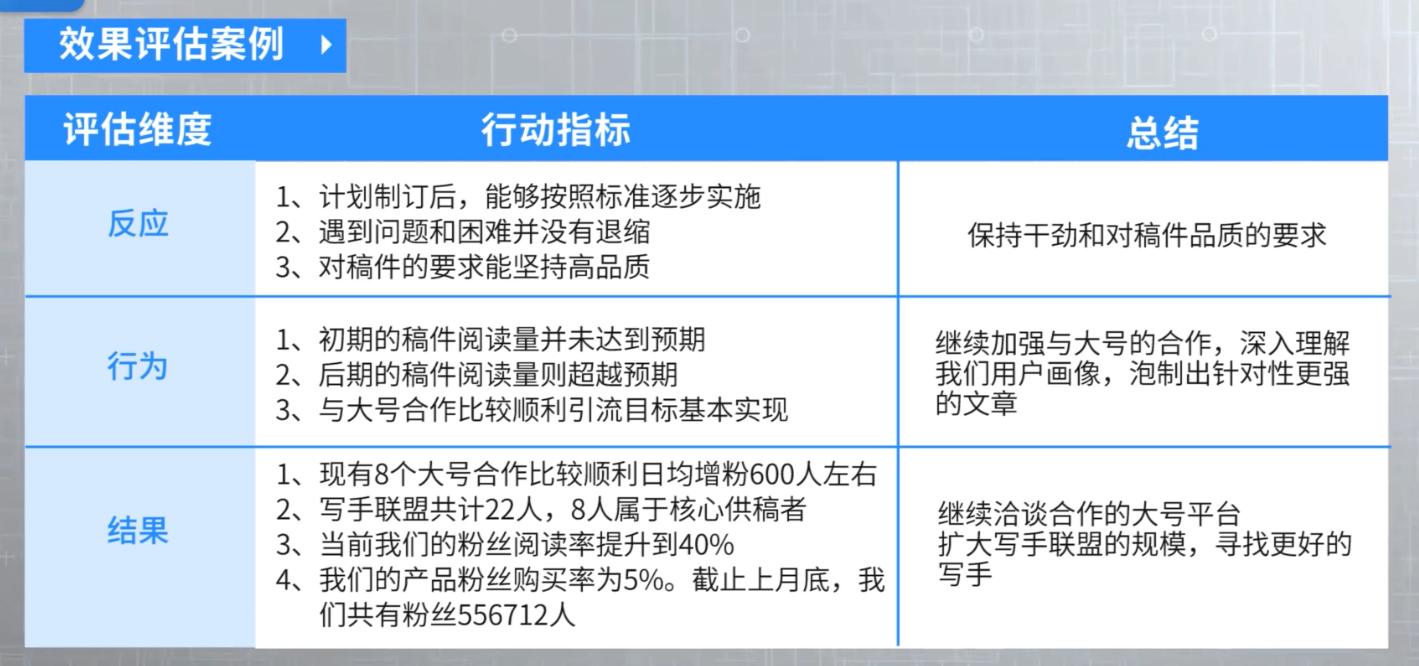 效果评估案例
评估维度
行动指标
总结
反应
1、计划制订后，能够按照标准逐步实施
2、遇到问题和困难并没有退缩
3、对稿件的要求能坚持高品质
保持干劲和对稿件品质的要求
行为
1、初期的稿件阅读量并未达到预期
2、后期的稿件阅读量则超越预期
3、与大号合作比较顺利引流目标基本实现
继续加强与大号的合作，深入理解
我们用户画像，泡制出针对性更强
的文章
结果
1、现有8个大号合作比较顺利日均增粉600人左右
2、写手联盟共计22人，8人属于核心供稿者
3、当前我们的粉丝阅读率提升到40%
4、我们的产品粉丝购买率为5%。截止上月底，我
们共有粉丝556712人
继续洽谈合作的大号平台
扩大写手联盟的规模，寻找更好的
写手